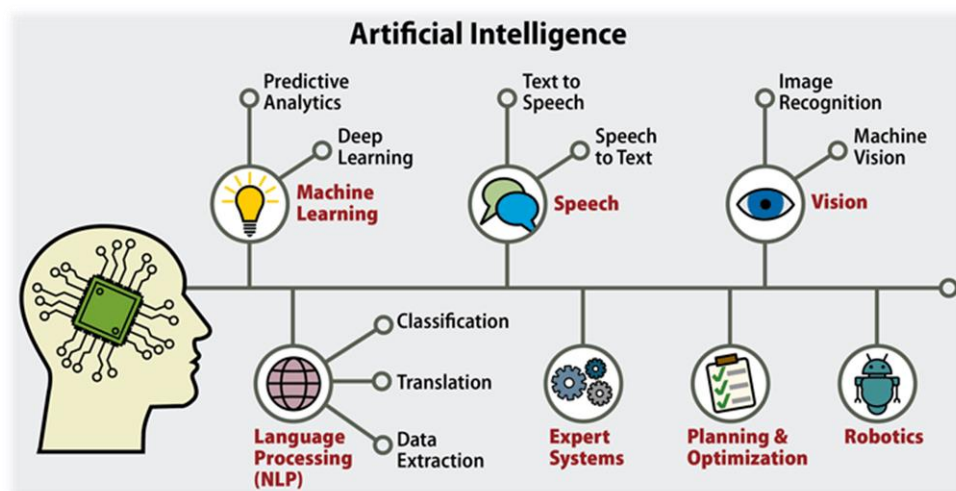 Artificial Intelligence
Predictive
Analytics
Deep
Learning
Machine
Learning
Text to
Speech
Speech
to Text
Speech
Image
Recognition
Machine
Vision
Vision
Classification
Translation
Data
Extraction
Language
Processing
(NLP)
Expert
Systems
Planning &
Optimization
Robotics